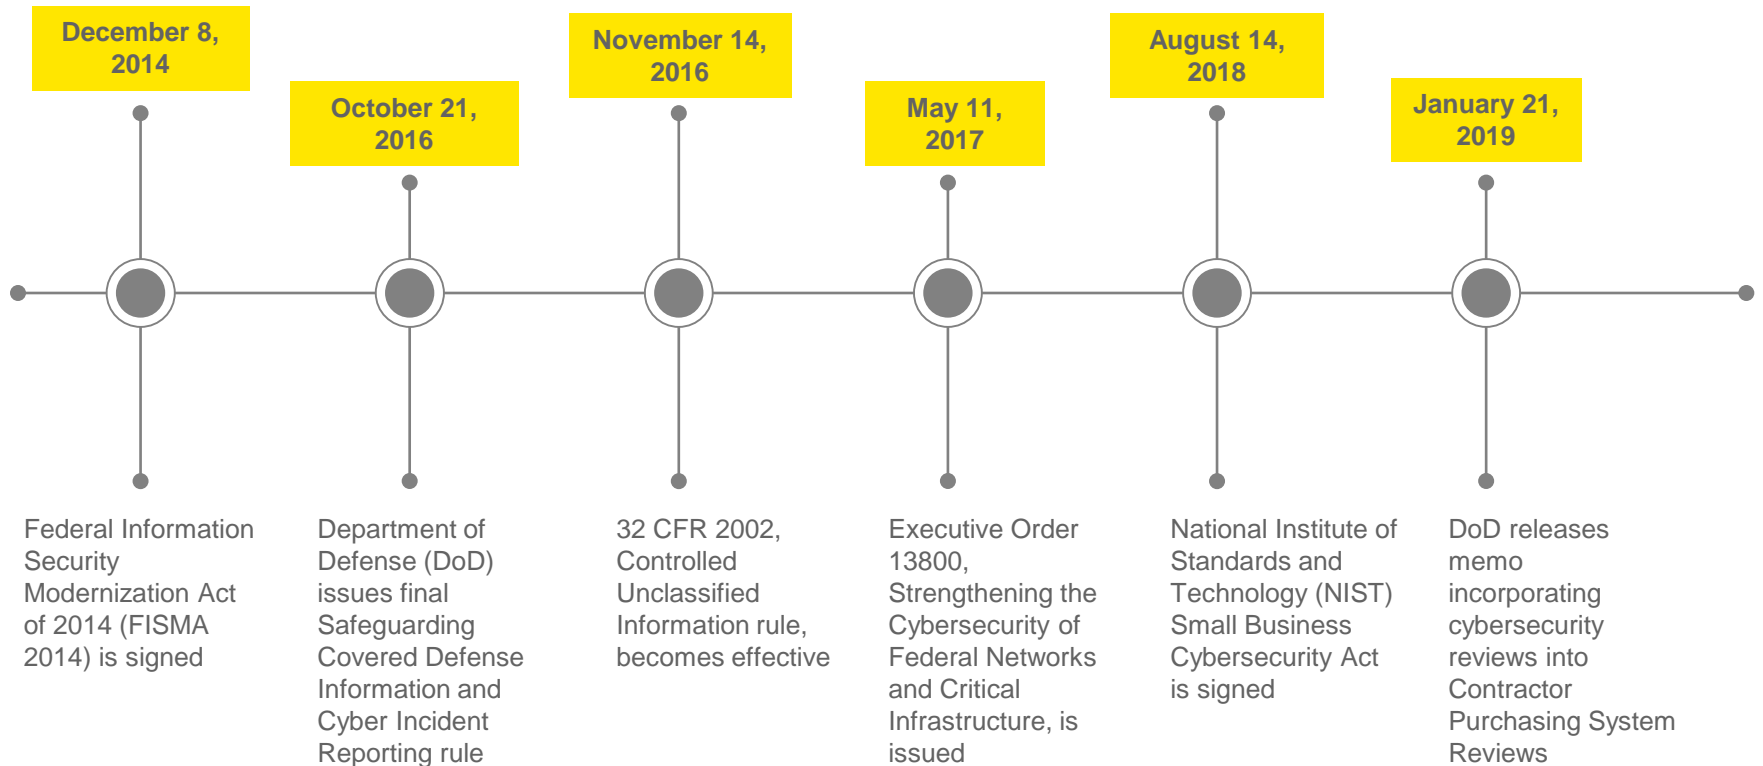 December 8,
2014
Federal Information
Security
Modernization Act
of 2014 (FISMA
2014) is signed
October 21,
2016
Department of
Defense (DoD)
issues final
Safeguarding
Covered Defense
Information and
Cyber Incident
Reporting rule
November 14,
2016
32 CFR 2002,
Controlled
Unclassified
Information rule,
becomes effective
May 11,
2017
Executive Order
13800,
Strengthening the
Cybersecurity of
Federal Networks
and Critical
Infrastructure, is
issued
August 14,
2018
National Institute of
Standards and
Technology (NIST)
Small Business
Cybersecurity Act
is signed
January 21,
2019
DoD releases
memo
incorporating
cybersecurity
reviews into
Contractor
Purchasing System
Reviews